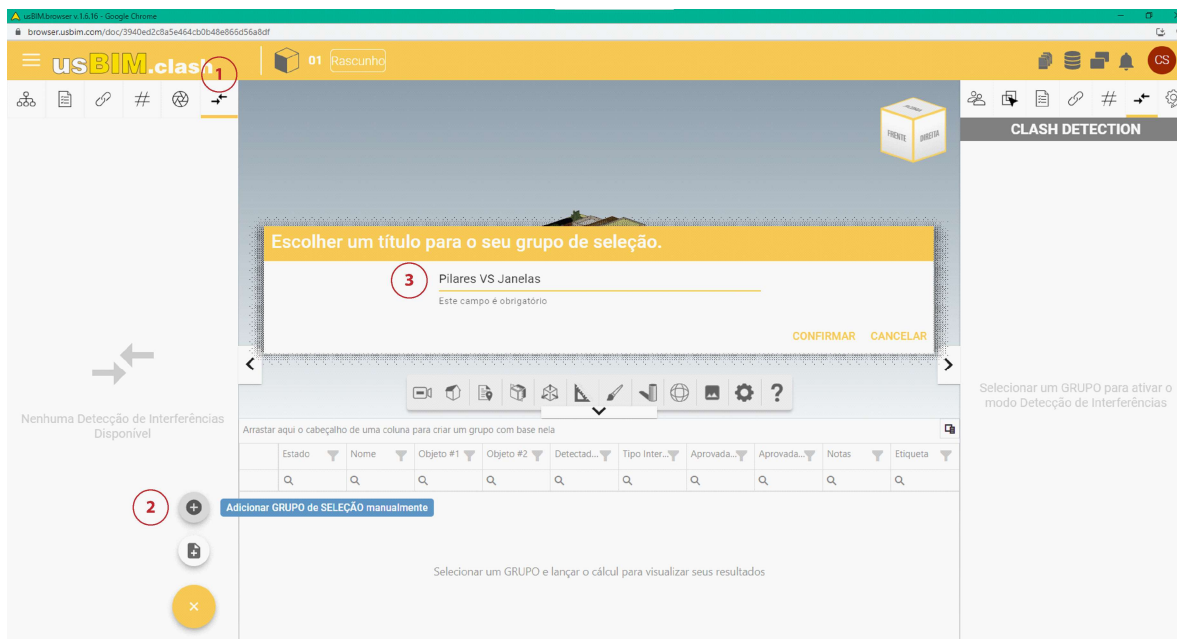 usBIM.browser v.1.6.16 - Google Chrome
browser.usbim.com/doc/3940ed2c8a5e464cb0b48e866d56a8df
usBIM.clash
01 Rascunho
CS
1
CLASH DETECTION
FRENTE
DIREITA
Escolher um título para o seu grupo de seleção.
3
Pilares VS Janelas
Este campo é obrigatório
CONFIRMAR CANCELAR
Nenhuma Detecção de Interferências
Disponível
Selecionar um GRUPO para ativar o
modo Detecção de Interferências
Arrastar aqui o cabeçalho de uma coluna para criar um grupo com base nela
Estado Nome Objeto #1 Objeto #2 Detectad... Tipo Inter... Aprovada... Aprovada... Notas Etiqueta
2
Adicionar GRUPO de SELEÇÃO manualmente
Selecionar um GRUPO e lançar o cálcul para visualizar seus resultados